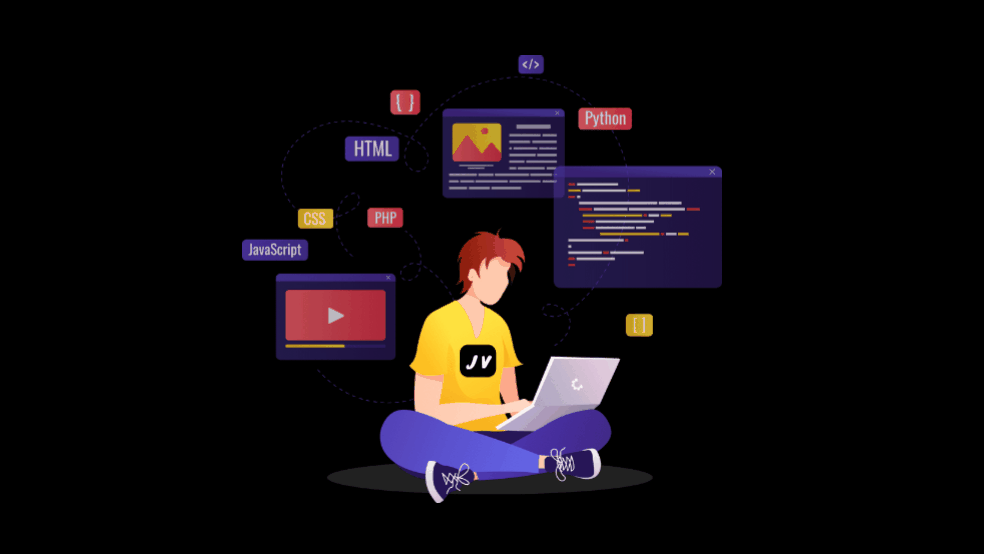 </>
{ }
Python
HTML
CSS
PHP
JavaScript
[ ]
JV